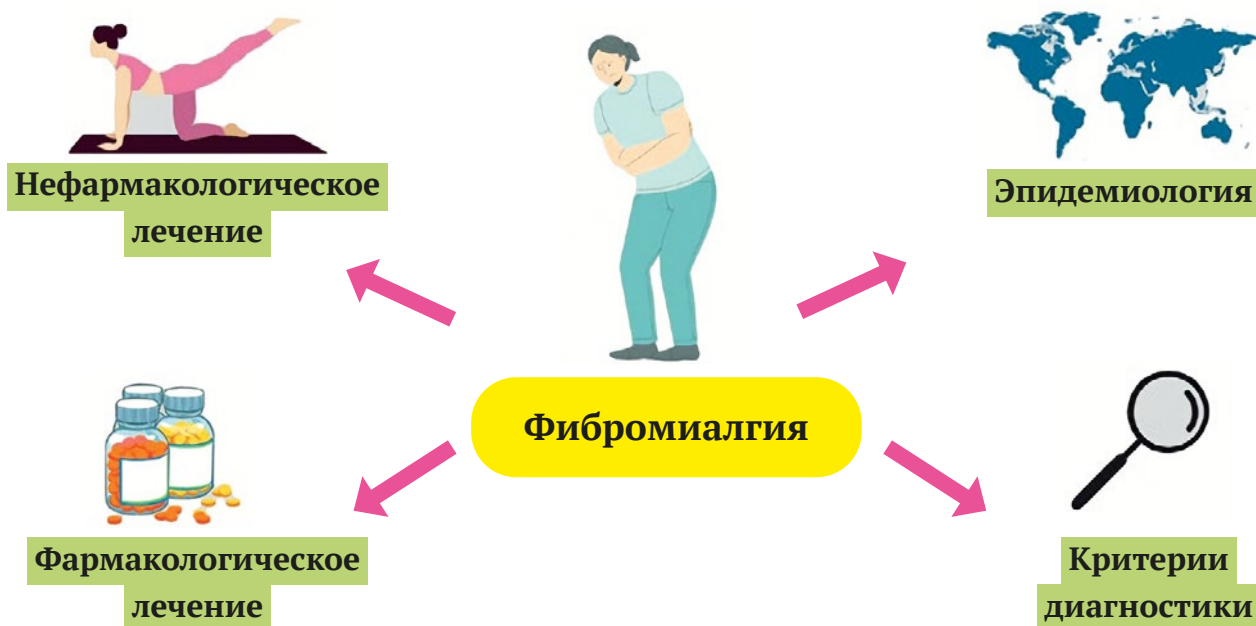 Нефармакологическое
лечение
Эпидемиология
Фибромиалгия
Фармакологическое
лечение
Критерии
диагностики